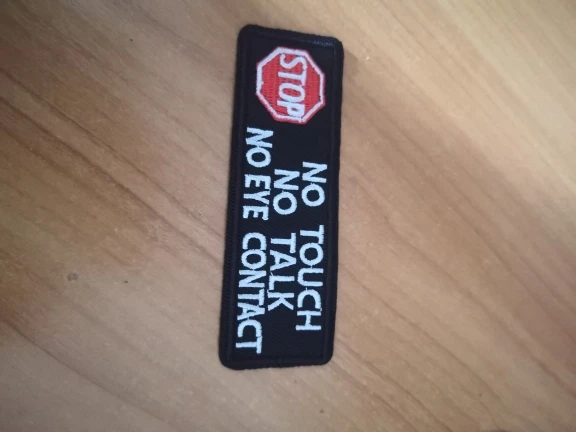 STOP
NO TOUCH
NO TALK
NO EYE CONTACT